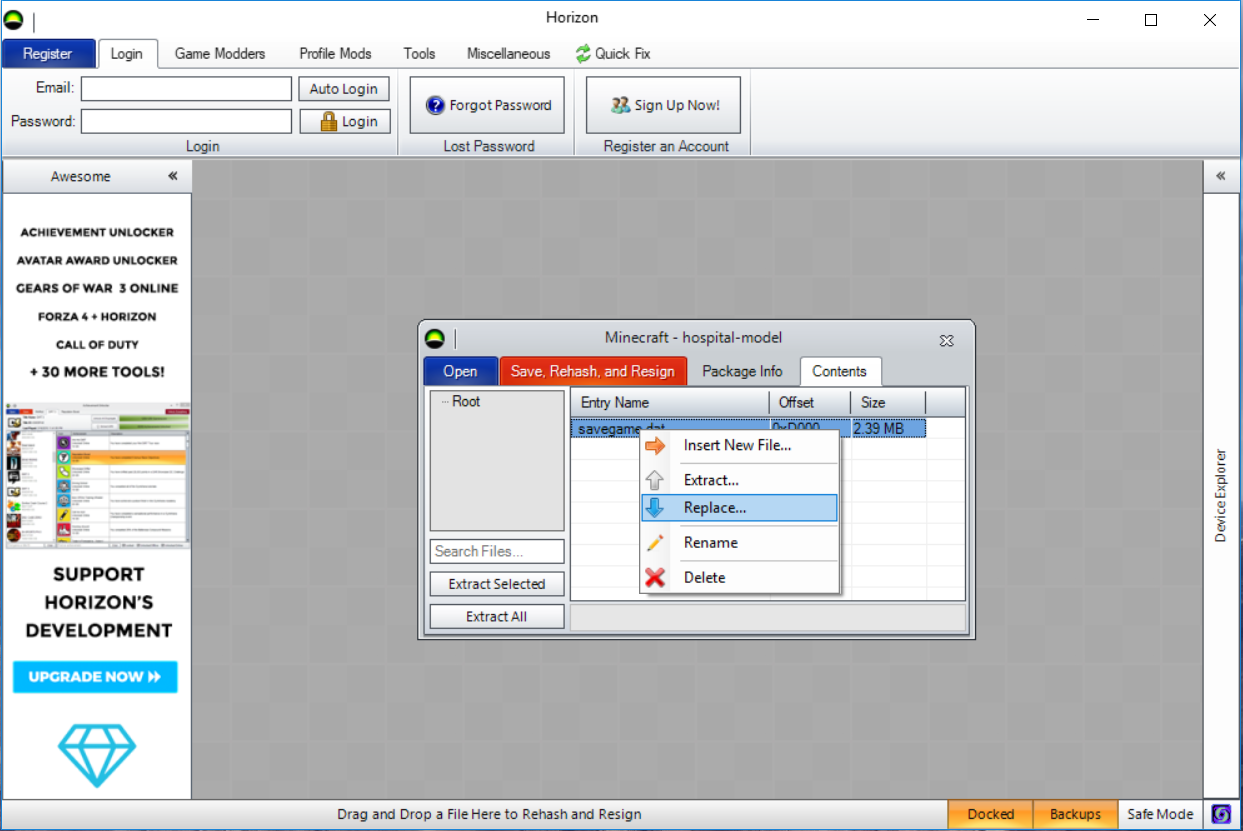 Horizon
Register
Login
Game Modders
Profile Mods
Tools
Miscellaneous
Quick Fix
Email:
Auto Login
Password:
Login
Login
Forgot Password
Lost Password
Sign Up Now!
Register an Account
Awesome
ACHIEVEMENT UNLOCKER
AVATAR AWARD UNLOCKER
GEARS OF WAR 3 ONLINE
FORZA 4 + HORIZON
CALL OF DUTY
+ 30 MORE TOOLS!
SUPPORT
HORIZON'S
DEVELOPMENT
UPGRADE NOW
Minecraft - hospital-model
Open
Save, Rehash, and Resign
Package Info
Contents
Root
Entry Name
Offset
Size
savegame.dat
0xD000
2.39 MB
Insert New File...
Extract...
Replace...
Rename
Delete
Search Files...
Extract Selected
Extract All
Device Explorer
Drag and Drop a File Here to Rehash and Resign
Docked
Backups
Safe Mode